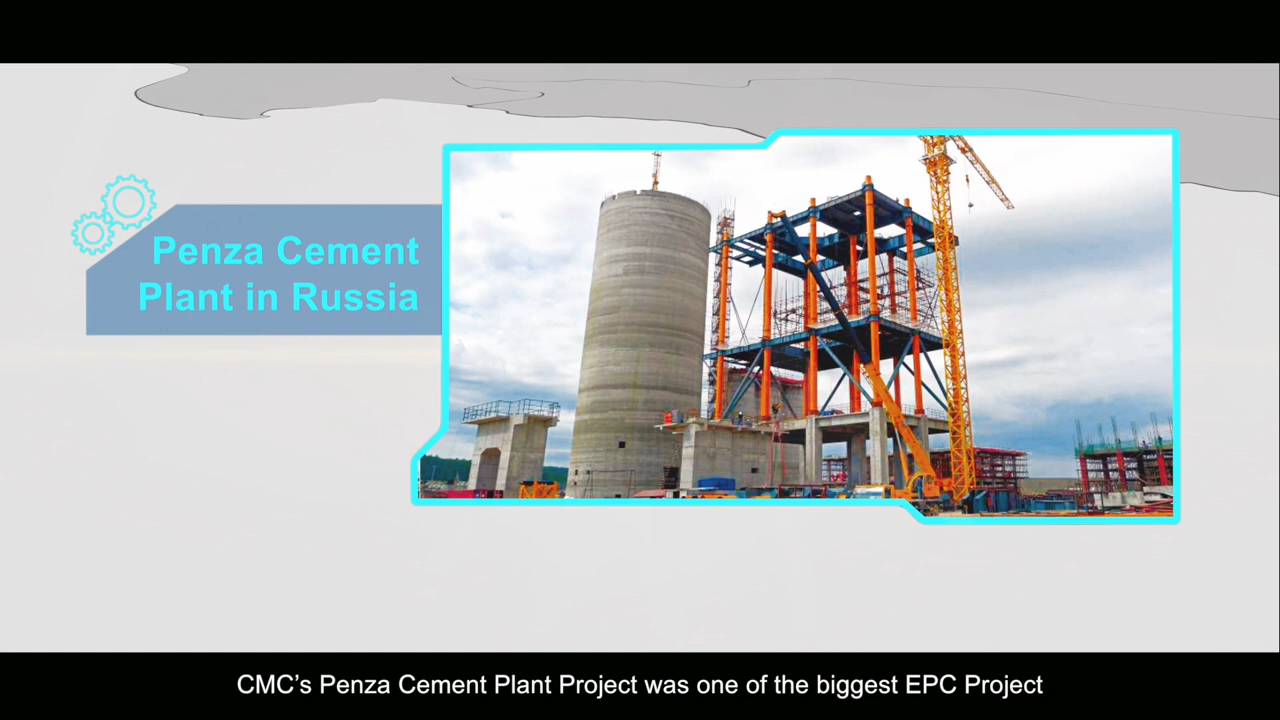 Penza Cement
Plant in Russia
CMC’s Penza Cement Plant Project was one of the biggest EPC Project